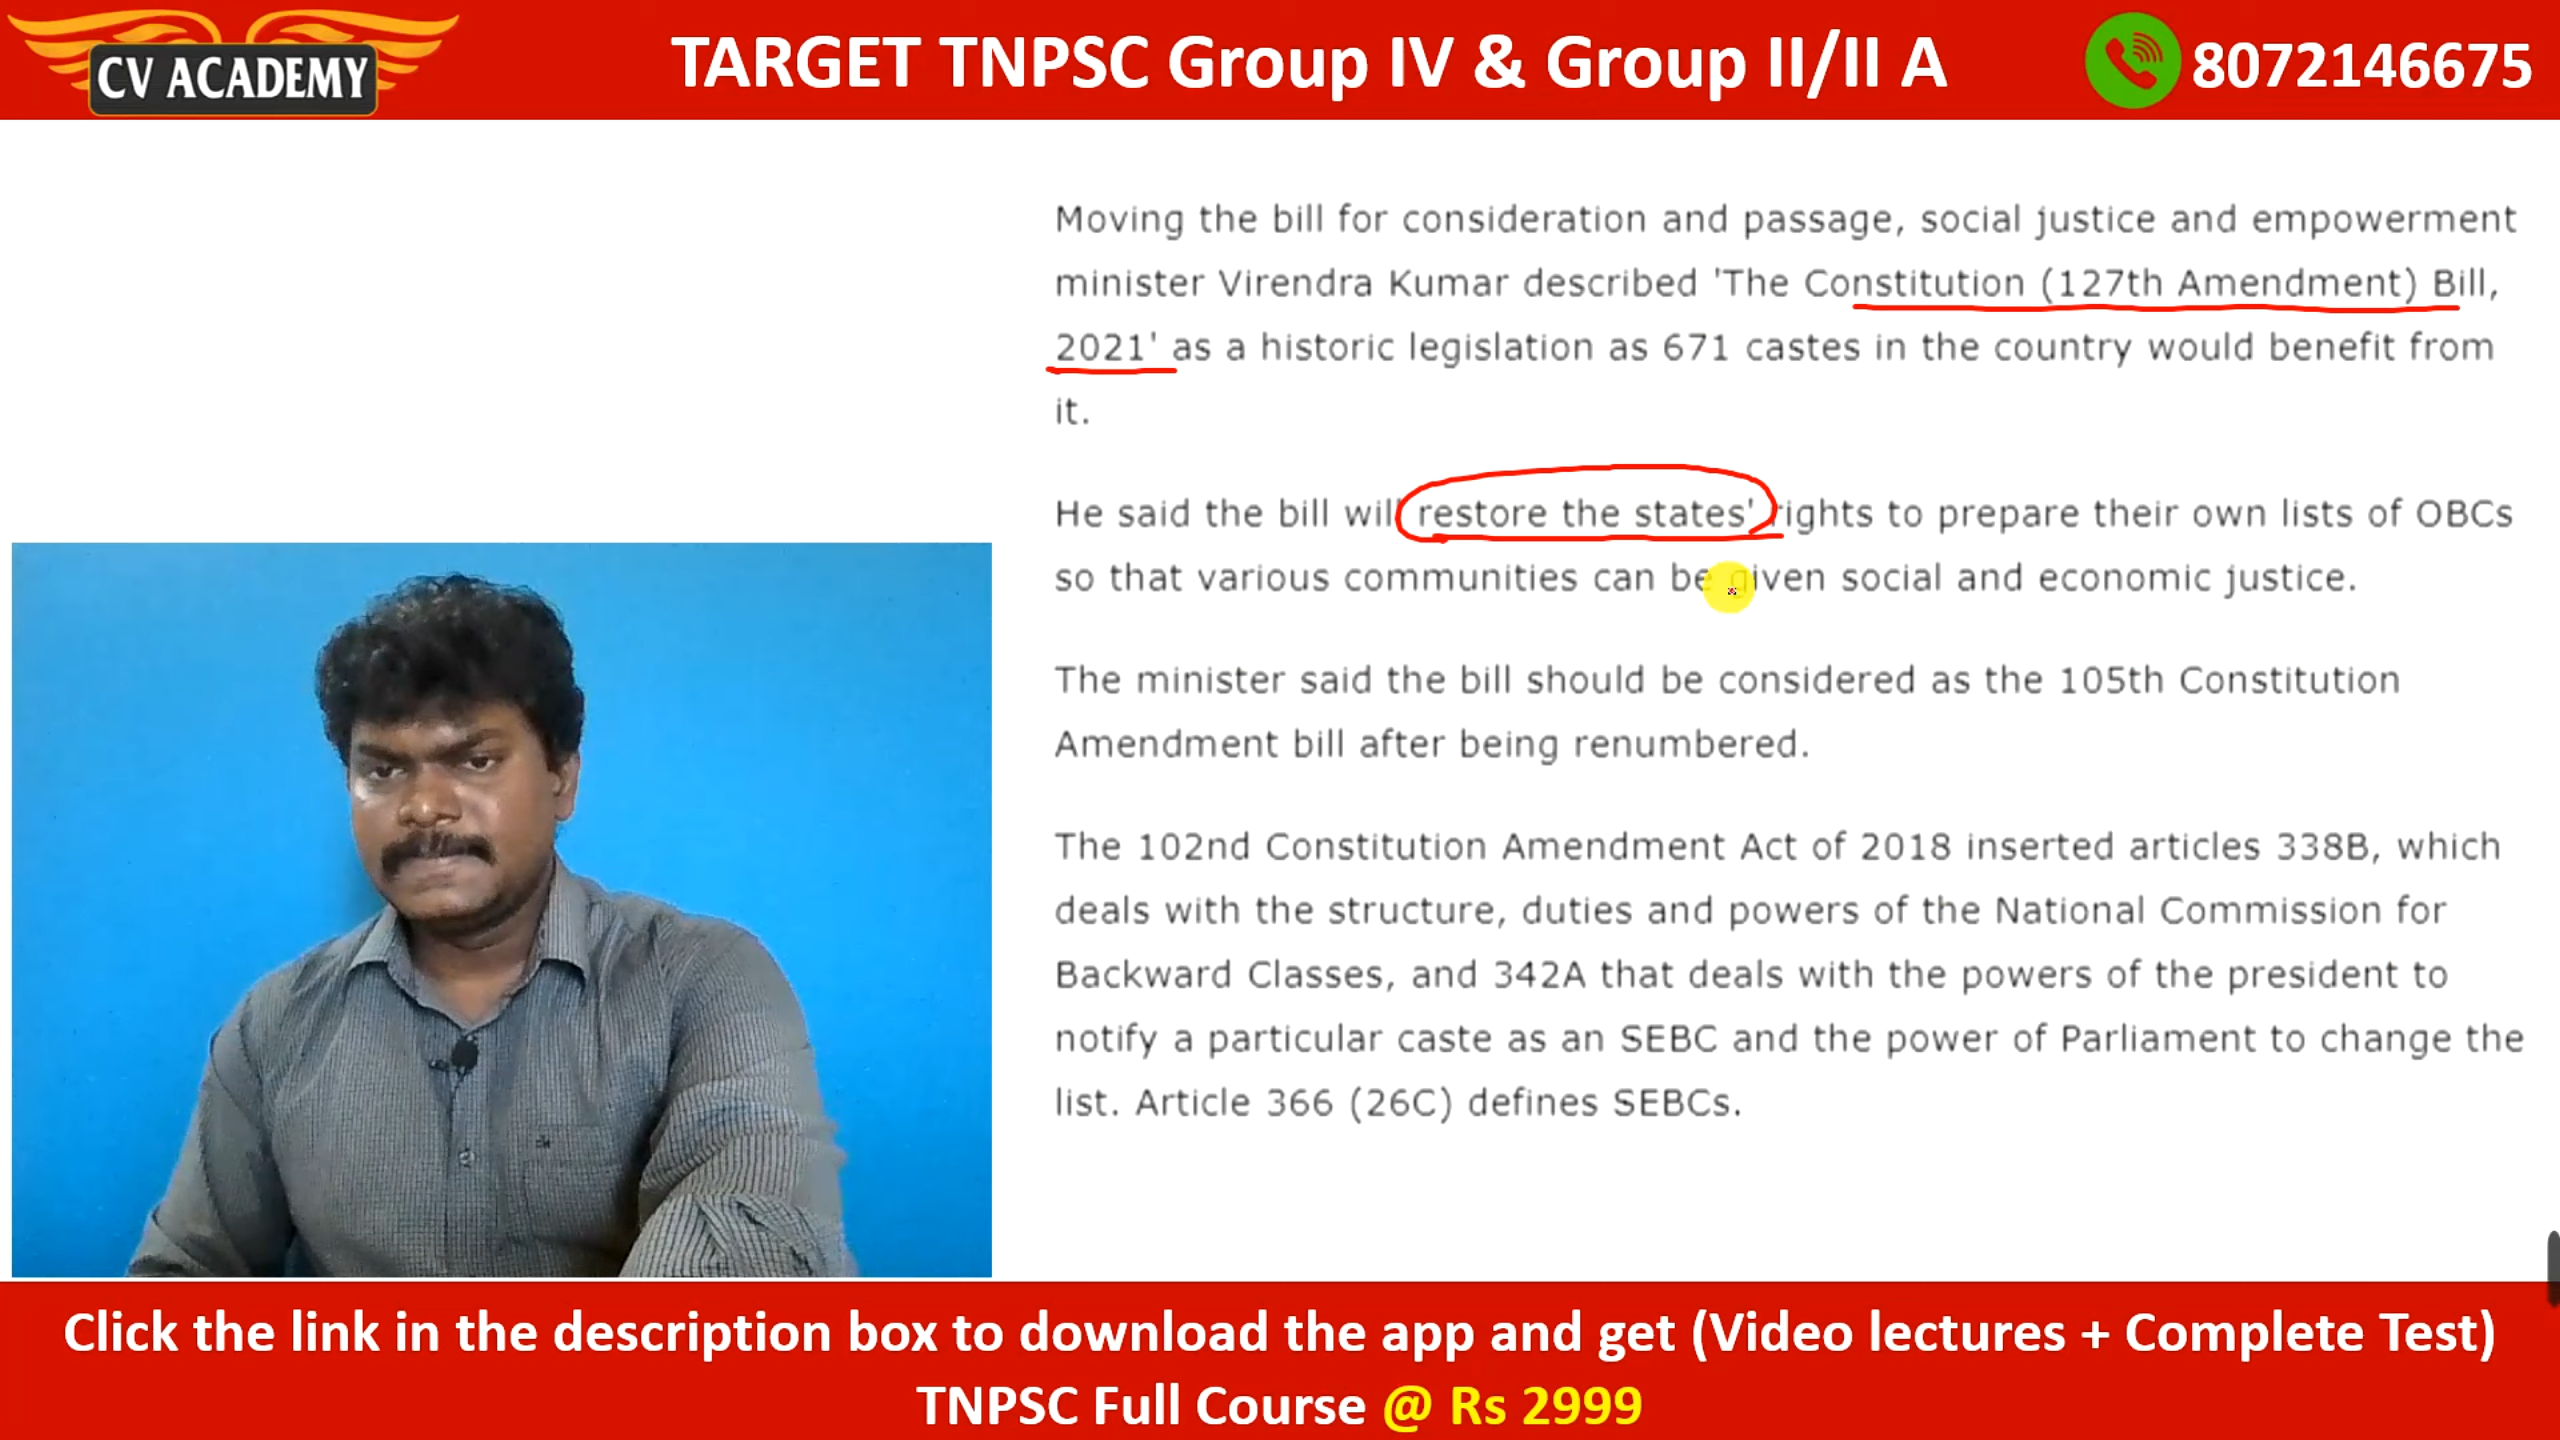 CV ACADEMY
TARGET TNPSC Group IV & Group II/II A
8072146675
Moving the bill for consideration and passage, social justice and empowerment
minister Virendra Kumar described 'The Constitution (127th Amendment) Bill,
2021' as a historic legislation as 671 castes in the country would benefit from
it.
He said the bill will restore the states' rights to prepare their own lists of OBCs
so that various communities can be given social and economic justice.
The minister said the bill should be considered as the 105th Constitution
Amendment bill after being renumbered.
The 102nd Constitution Amendment Act of 2018 inserted articles 338B, which
deals with the structure, duties and powers of the National Commission for
Backward Classes, and 342A that deals with the powers of the president to
notify a particular caste as an SEBC and the power of Parliament to change the
list. Article 366 (26C) defines SEBCs.
Click the link in the description box to download the app and get (Video lectures + Complete Test)
TNPSC Full Course @ Rs 2999